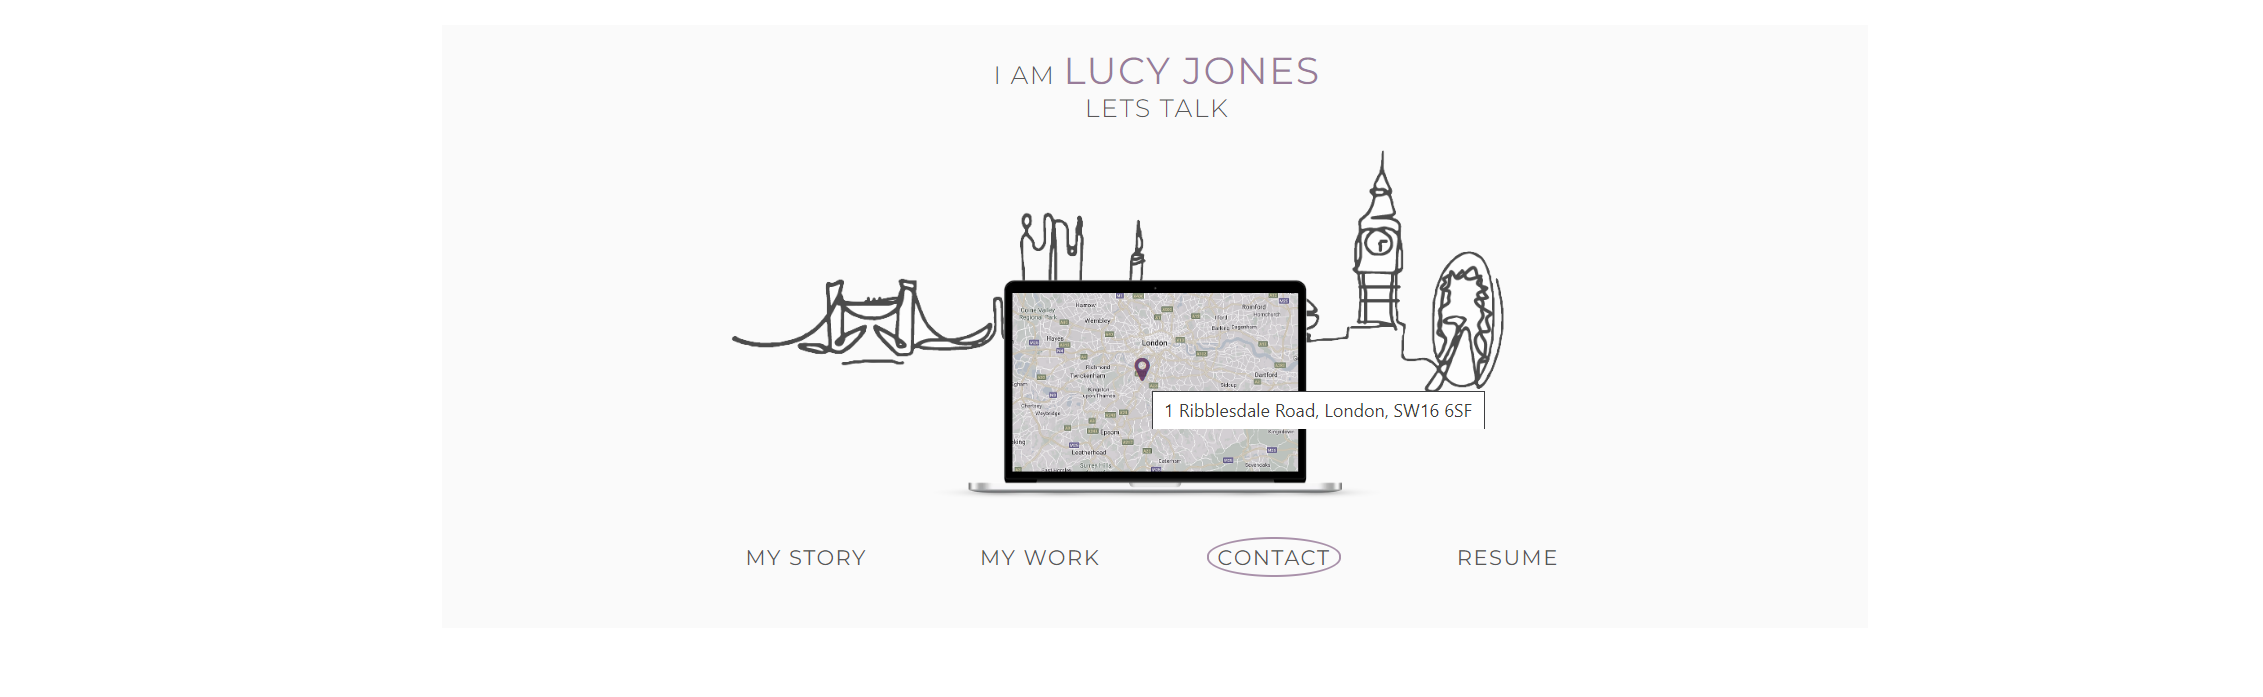 I AM LUCY JONES
LETS TALK
Harrow
Romford
Colne Valley
Regional Park
Hornchurch
Wembley
Ilford
Barking
Dagenham
Hayes
London
Richmond
Twickenham
Dartford
Kingston
upon Thames
Sidcup
Chertsey
Weybridge
1 Ribblesdale Road, London, SW16 6SF
Epsom
Leatherhead
Caterham
Surrey Hills
Sevenoaks
MY STORY
MY WORK
CONTACT
RESUME